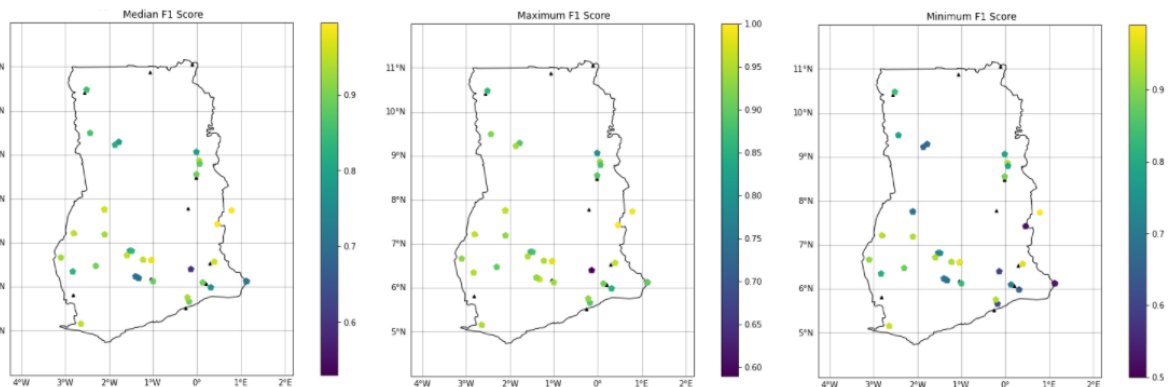 Median F1 Score
0.9
0.8
0.7
0.6
N
N
N
N
N
N
N
4°W 3°W 2°W 1°W 0° 1°E 2°E
Maximum F1 Score
11°N
10°N
9°N
8°N
7°N
6°N
5°N
4°W 3°W 2°W 1°W 0° 1°E 2°E
1.00
0.95
0.90
0.85
0.80
0.75
0.70
0.65
0.60
Minimum F1 Score
11°N
10°N
9°N
8°N
7°N
6°N
5°N
4°W 3°W 2°W 1°W 0° 1°E 2°E
0.9
0.8
0.7
0.6
0.5